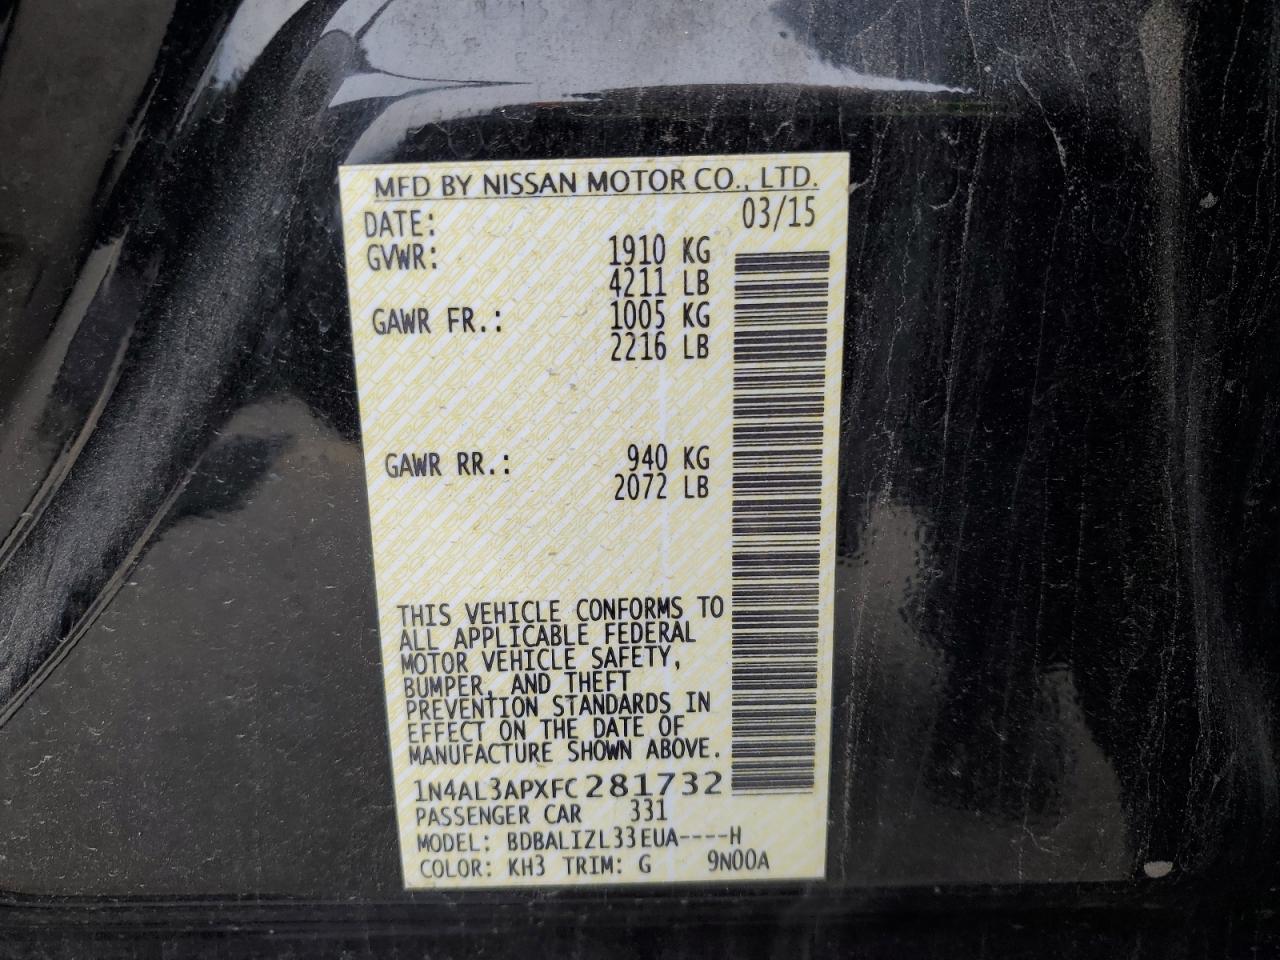 MFD BY NISSAN MOTOR CO., LTD.
DATE: 03/15
GVWR: 1910 KG
4211 LB
GAWR FR.: 1005 KG
2216 LB
GAWR RR.: 940 KG
2072 LB
THIS VEHICLE CONFORMS TO
ALL APPLICABLE FEDERAL
MOTOR VEHICLE SAFETY,
BUMPER, AND THEFT
PREVENTION STANDARDS IN
EFFECT ON THE DATE OF
MANUFACTURE SHOWN ABOVE.
1N4AL3APXFC281732
PASSENGER CAR 331
MODEL: BDBALIZL33EUA----H
COLOR: KH3 TRIM: G 9N00A